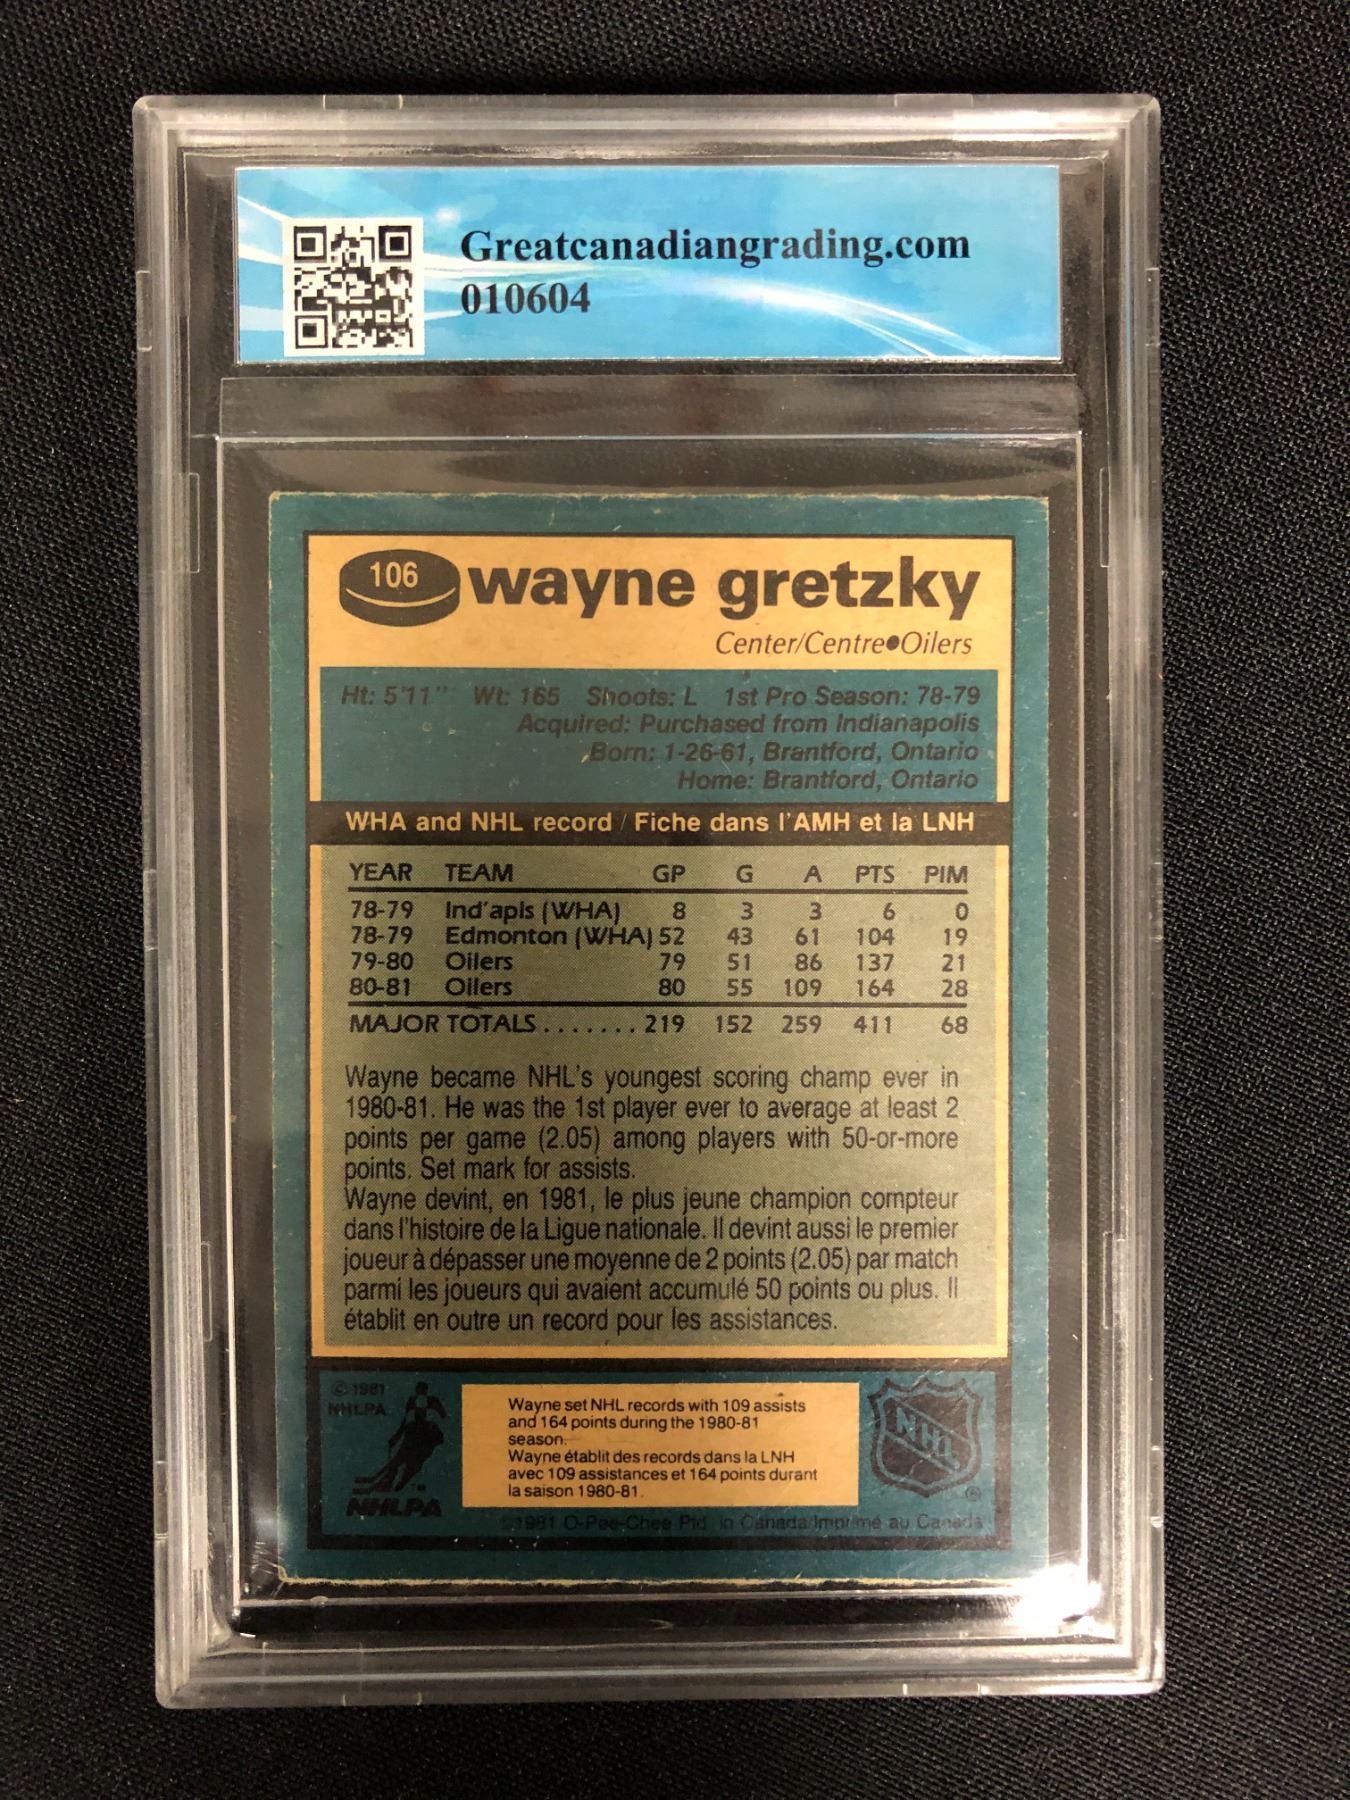 Greatcanadiangrading.com
010604
106 wayne gretzky
Center/Centre●Oilers
Ht: 5'11" Wt: 165 Shoots: L 1st Pro Season: 78-79
Acquired: Purchased from Indianapolis
Born: 1-26-61, Brantford, Ontario
Home: Brantford, Ontario
WHA and NHL record / Fiche dans l'AMH et la LNH
YEAR TEAM GP G A PTS PIM
78-79 Ind'apls (WHA) 8 3 3 6 0
78-79 Edmonton (WHA) 52 43 61 104 19
79-80 Oilers 79 51 86 137 21
80-81 Oilers 80 55 109 164 28
MAJOR TOTALS ....... 219 152 259 411 68
Wayne became NHL's youngest scoring champ ever in
1980-81. He was the 1st player ever to average at least 2
points per game (2.05) among players with 50-or-more
points. Set mark for assists.
Wayne devint, en 1981, le plus jeune champion compteur
dans l'histoire de la Ligue nationale. Il devint aussi le premier
joueur à dépasser une moyenne de 2 points (2.05) par match
parmi les joueurs qui avaient accumulé 50 points ou plus. Il
établit en outre un record pour les assistances.
© 1981
NHLPA
NHLPA
TM
Wayne set NHL records with 109 assists
and 164 points during the 1980-81
season.
Wayne établit des records dans la LNH
avec 109 assistances et 164 points durant
la saison 1980-81.
NHL
®
©1981 O-Pee-Chee Ptd. in Canada/Imprimé au Canada